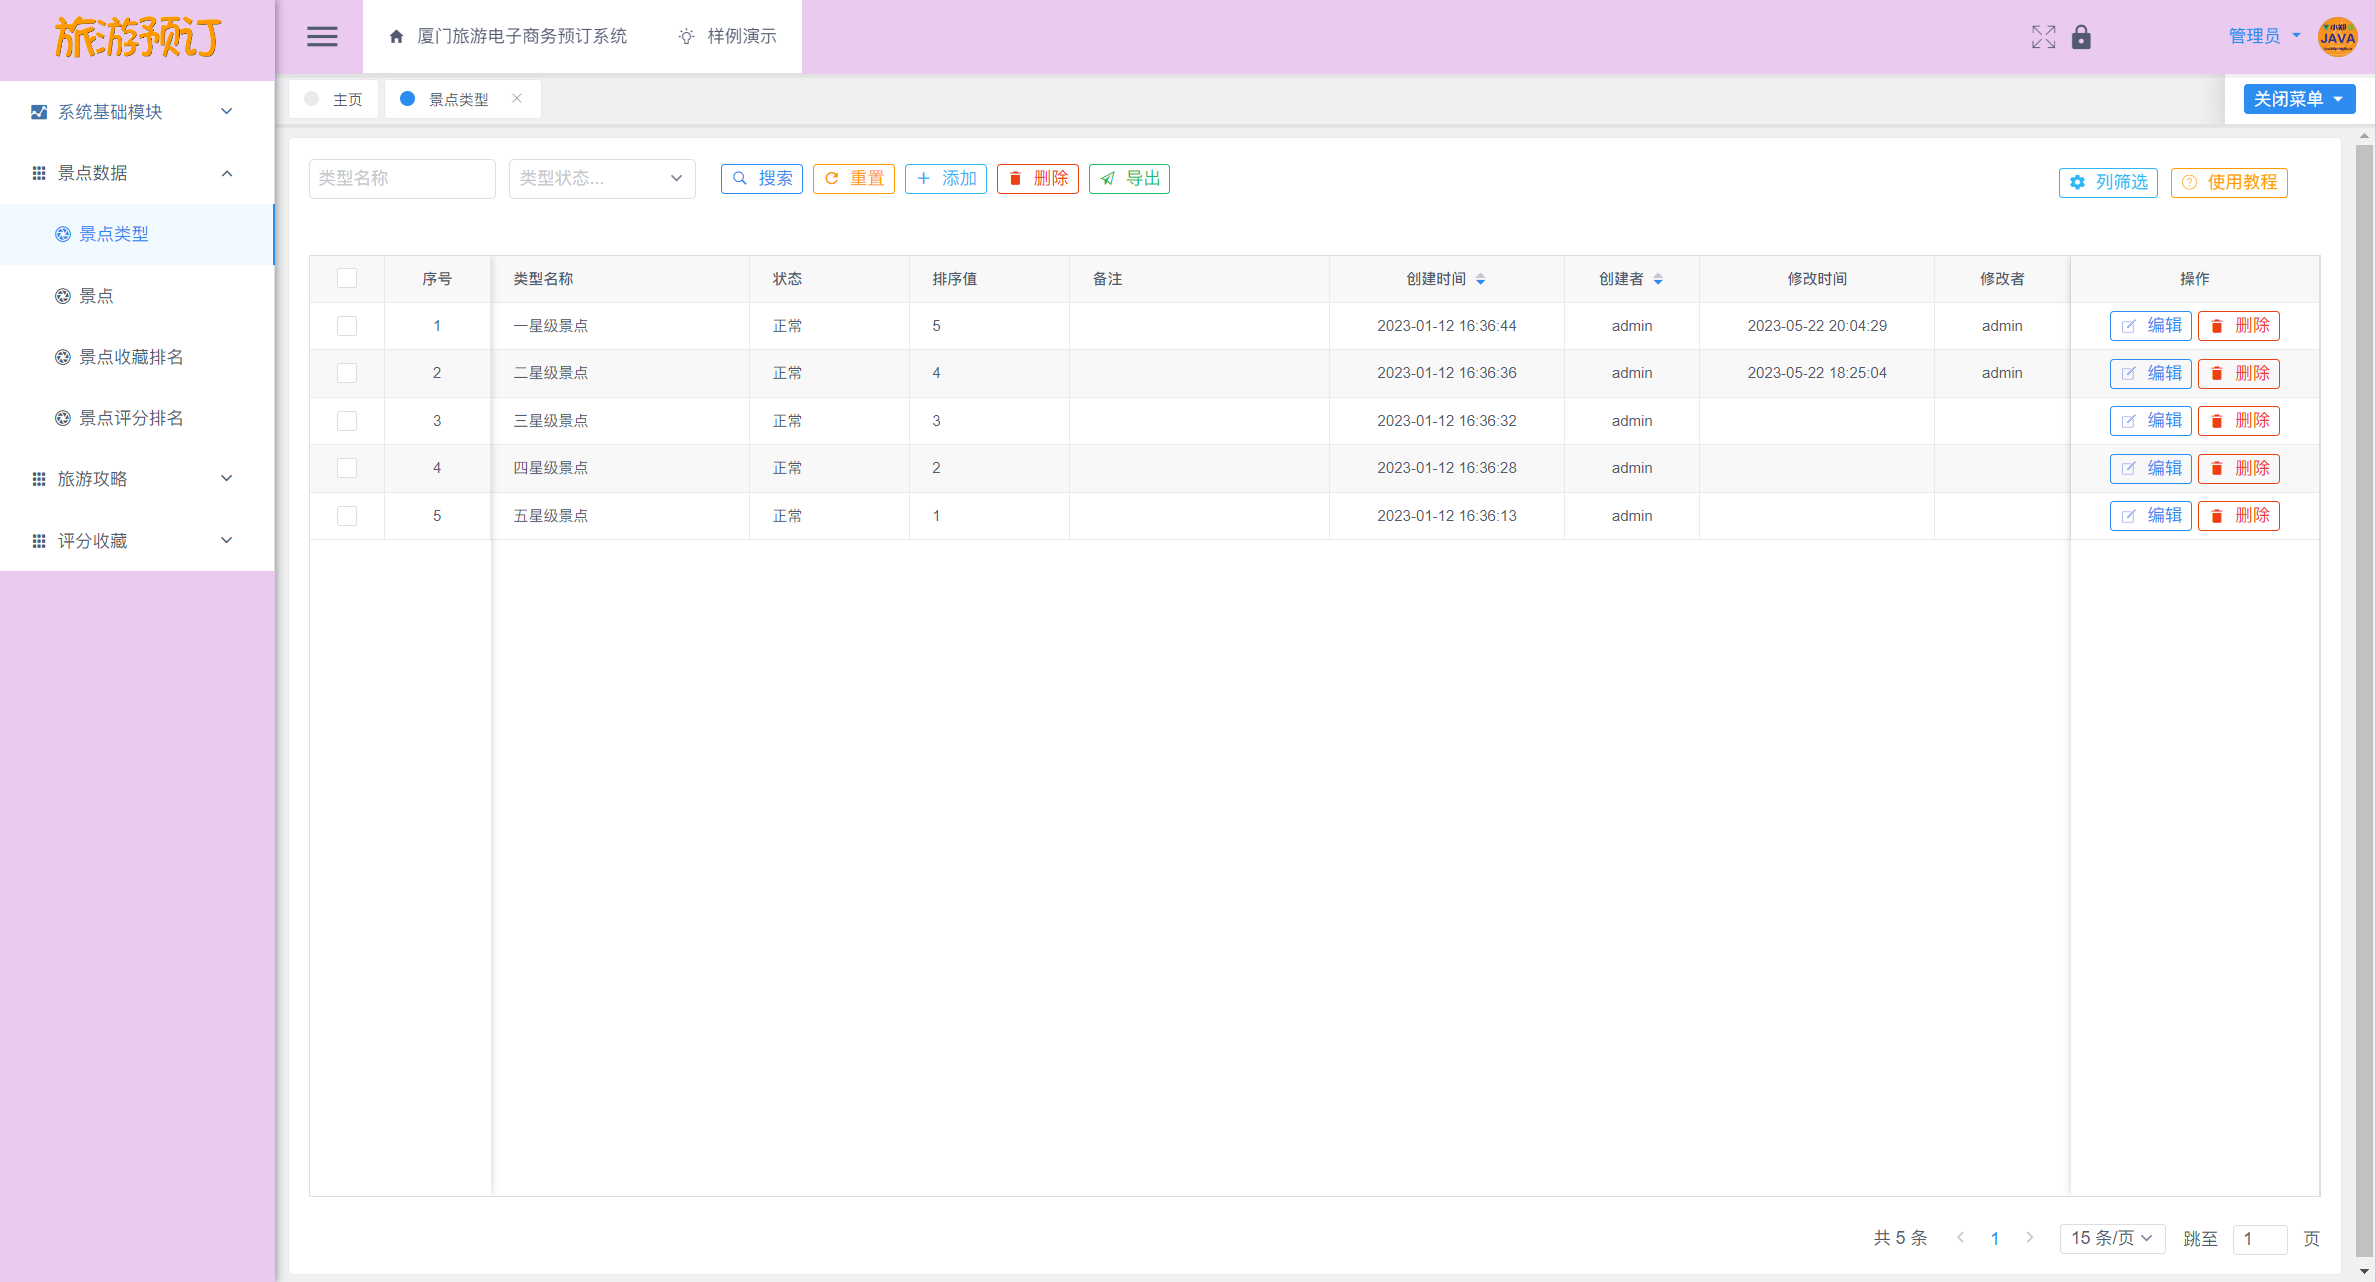 旅游预订
厦门旅游电子商务预订系统
样例演示
管理员
小郑
JAVA
系统基础模块
景点数据
景点类型
景点
景点收藏排名
景点评分排名
旅游攻略
评分收藏
主页
景点类型
关闭菜单
类型名称
类型状态...
搜索
重置
添加
删除
导出
列筛选
使用教程
序号 类型名称 状态 排序值 备注 创建时间 创建者 修改时间 修改者 操作
1 一星级景点 正常 5 2023-01-12 16:36:44 admin 2023-05-22 20:04:29 admin 编辑 删除
2 二星级景点 正常 4 2023-01-12 16:36:36 admin 2023-05-22 18:25:04 admin 编辑 删除
3 三星级景点 正常 3 2023-01-12 16:36:32 admin 编辑 删除
4 四星级景点 正常 2 2023-01-12 16:36:28 admin 编辑 删除
5 五星级景点 正常 1 2023-01-12 16:36:13 admin 编辑 删除
共 5 条 1 15 条/页 跳至 1 页